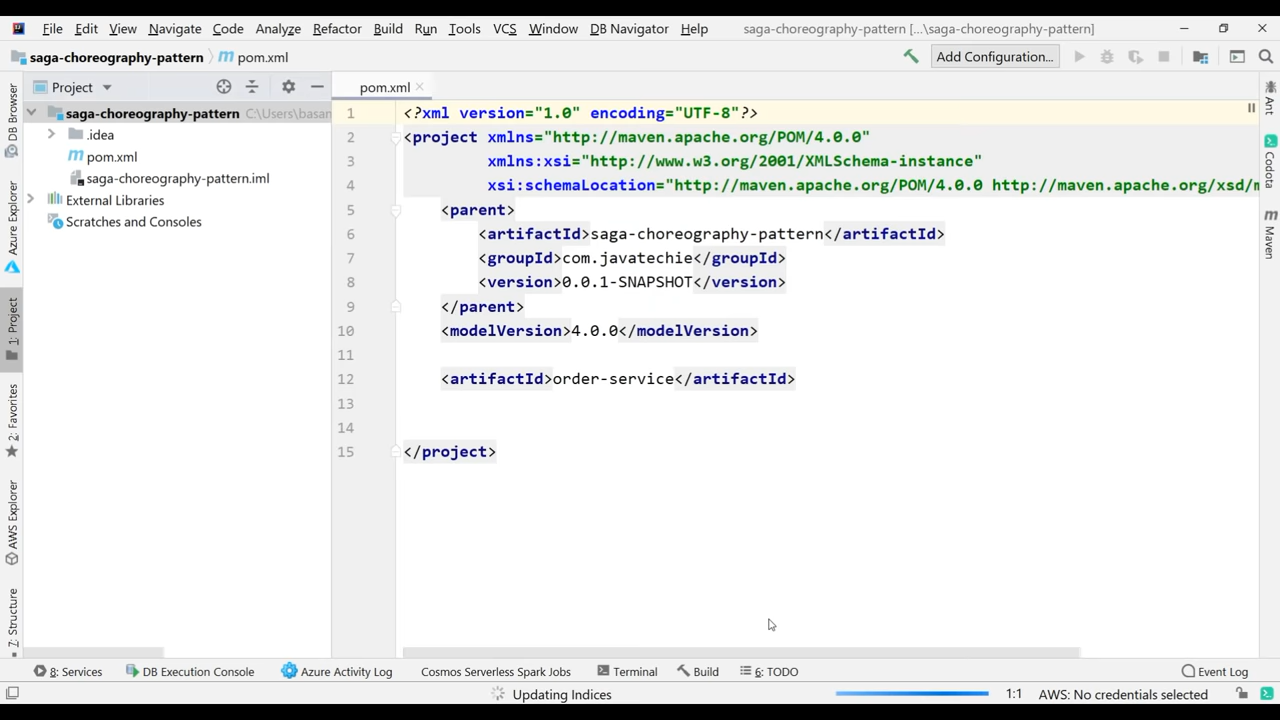 File Edit View Navigate Code Analyze Refactor Build Run Tools VCS Window DB Navigator Help saga-choreography-pattern [...\saga-choreography-pattern]
saga-choreography-pattern pom.xml Add Configuration...
Project
pom.xml
saga-choreography-pattern C:\Users\basan
.idea
pom.xml
saga-choreography-pattern.iml
External Libraries
Scratches and Consoles
1 <?xml version="1.0" encoding="UTF-8"?>
2 <project xmlns="http://maven.apache.org/POM/4.0.0"
3 xmlns:xsi="http://www.w3.org/2001/XMLSchema-instance"
4 xsi:schemaLocation="http://maven.apache.org/POM/4.0.0 http://maven.apache.org/xsd/m
5 <parent>
6 <artifactId>saga-choreography-pattern</artifactId>
7 <groupId>com.javatechie</groupId>
8 <version>0.0.1-SNAPSHOT</version>
9 </parent>
10 <modelVersion>4.0.0</modelVersion>
11
12 <artifactId>order-service</artifactId>
13
14
15 </project>
DB Browser
Azure Explorer
1: Project
2: Favorites
AWS Explorer
7: Structure
Ant
Codota
m Maven
8: Services DB Execution Console Azure Activity Log Cosmos Serverless Spark Jobs Terminal Build 6: TODO Event Log
Updating Indices 1:1 AWS: No credentials selected